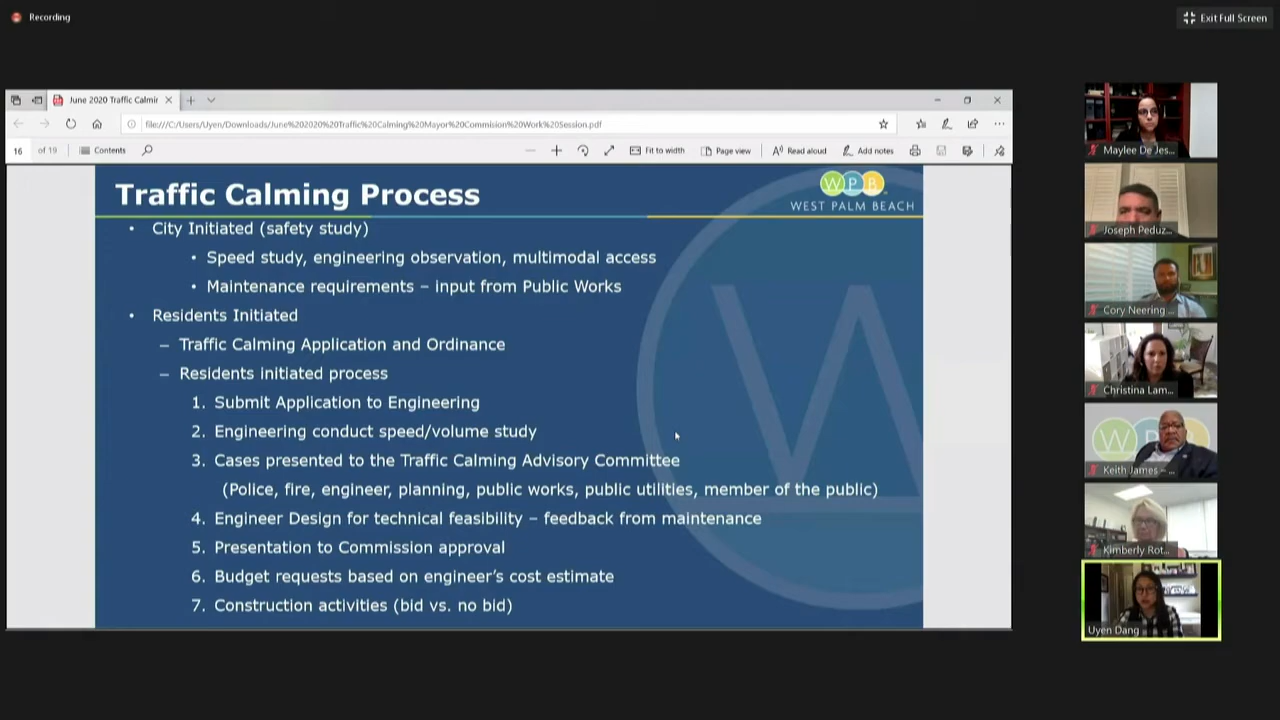 Recording
Exit Full Screen
June 2020 Traffic Calmir
file:///C:/Users/Uyen/Downloads/June%202020%20Traffic%20Calming%20Mayor%20Commision%20Work%20Session.pdf
16 of 19 Contents Fit to width Page view Read aloud Add notes
Traffic Calming Process
WPB
WEST PALM BEACH
• City Initiated (safety study)
• Speed study, engineering observation, multimodal access
• Maintenance requirements – input from Public Works
• Residents Initiated
– Traffic Calming Application and Ordinance
– Residents initiated process
1. Submit Application to Engineering
2. Engineering conduct speed/volume study
3. Cases presented to the Traffic Calming Advisory Committee
(Police, fire, engineer, planning, public works, public utilities, member of the public)
4. Engineer Design for technical feasibility – feedback from maintenance
5. Presentation to Commission approval
6. Budget requests based on engineer's cost estimate
7. Construction activities (bid vs. no bid)
Maylee De Jes...
Joseph Peduz...
Cory Neering ...
Christina Lam...
WPB
Keith James – ...
Kimberly Rot...
Uyen Dang